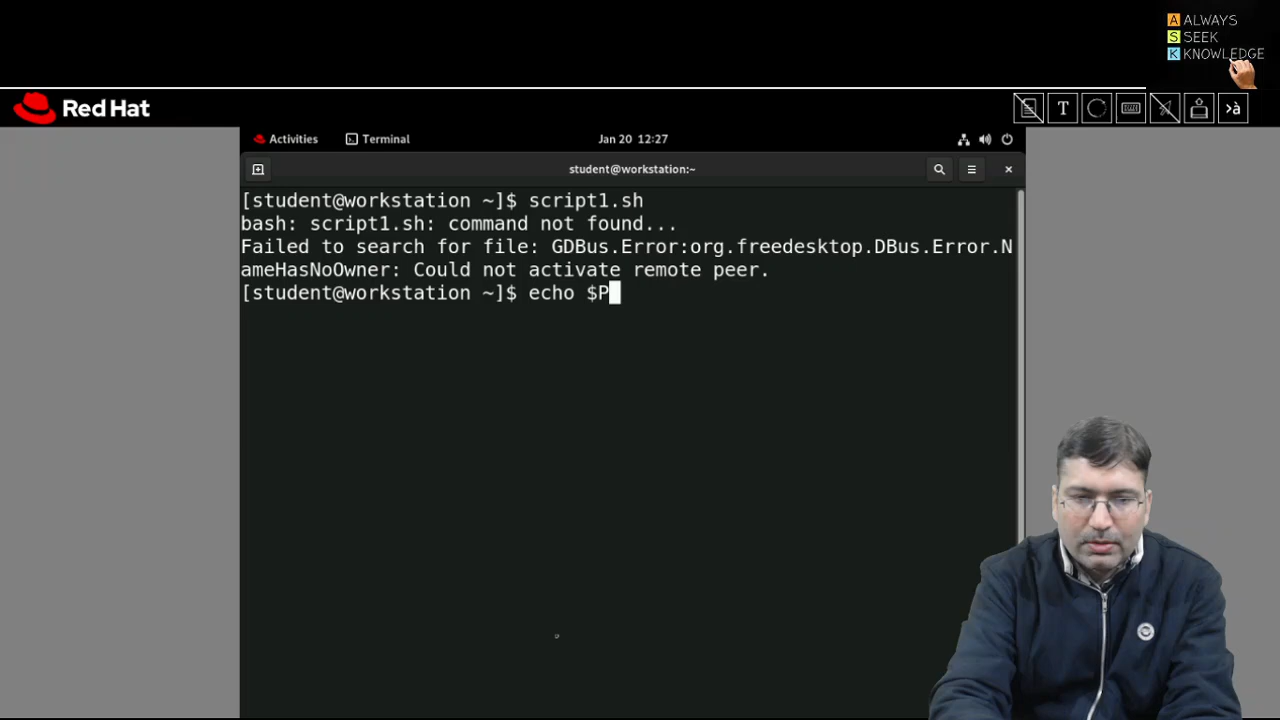 A ALWAYS
S SEEK
K KNOWLEDGE
Red Hat
T
>à
Activities
Terminal
Jan 20 12:27
student@workstation:~
[student@workstation ~]$ script1.sh
bash: script1.sh: command not found...
Failed to search for file: GDBus.Error:org.freedesktop.DBus.Error.N
ameHasNoOwner: Could not activate remote peer.
[student@workstation ~]$ echo $P